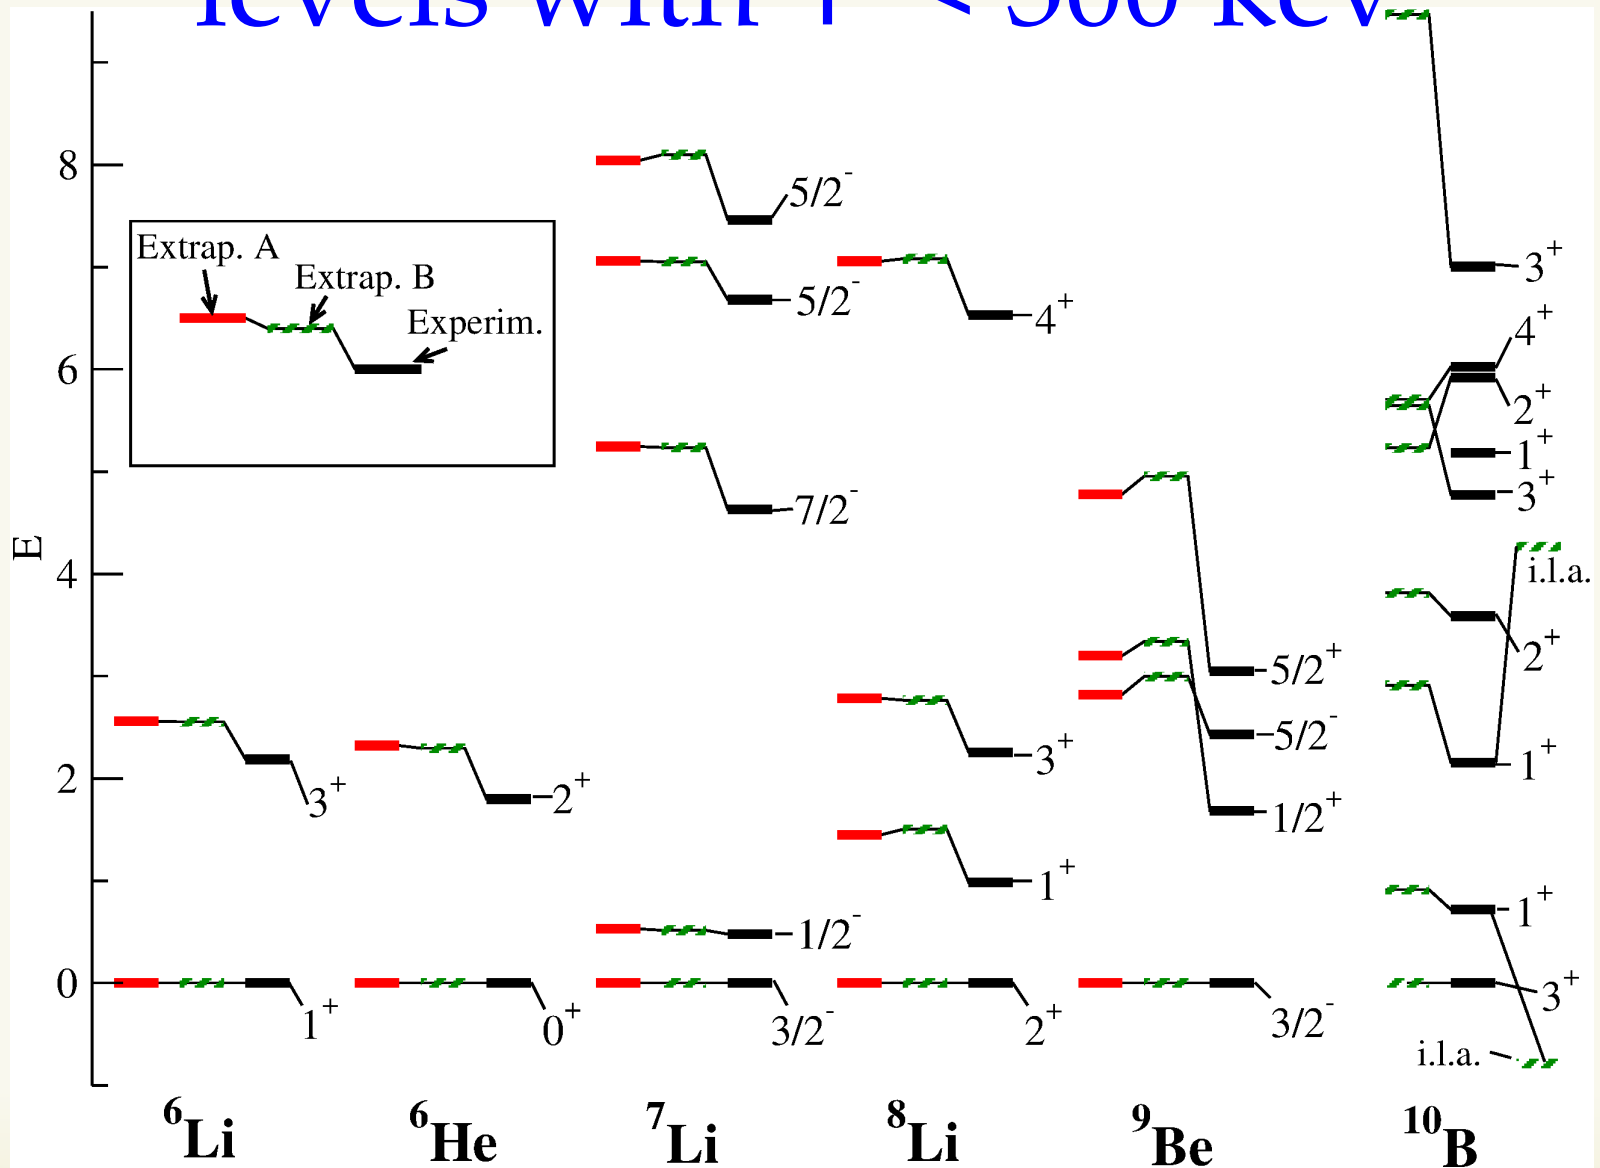 levels with Γ < 300 keV
Extrap. A
Extrap. B
Experim.
E
8
6
4
2
0
3⁺
1⁺
⁶Li
2⁺
0⁺
⁶He
5/2⁻
5/2⁻
7/2⁻
1/2⁻
3/2⁻
⁷Li
4⁺
3⁺
1⁺
2⁺
⁸Li
5/2⁺
5/2⁻
1/2⁺
3/2⁻
⁹Be
3⁺
4⁺
2⁺
1⁺
3⁺
i.l.a.
2⁺
1⁺
1⁺
3⁺
i.l.a.
¹⁰B